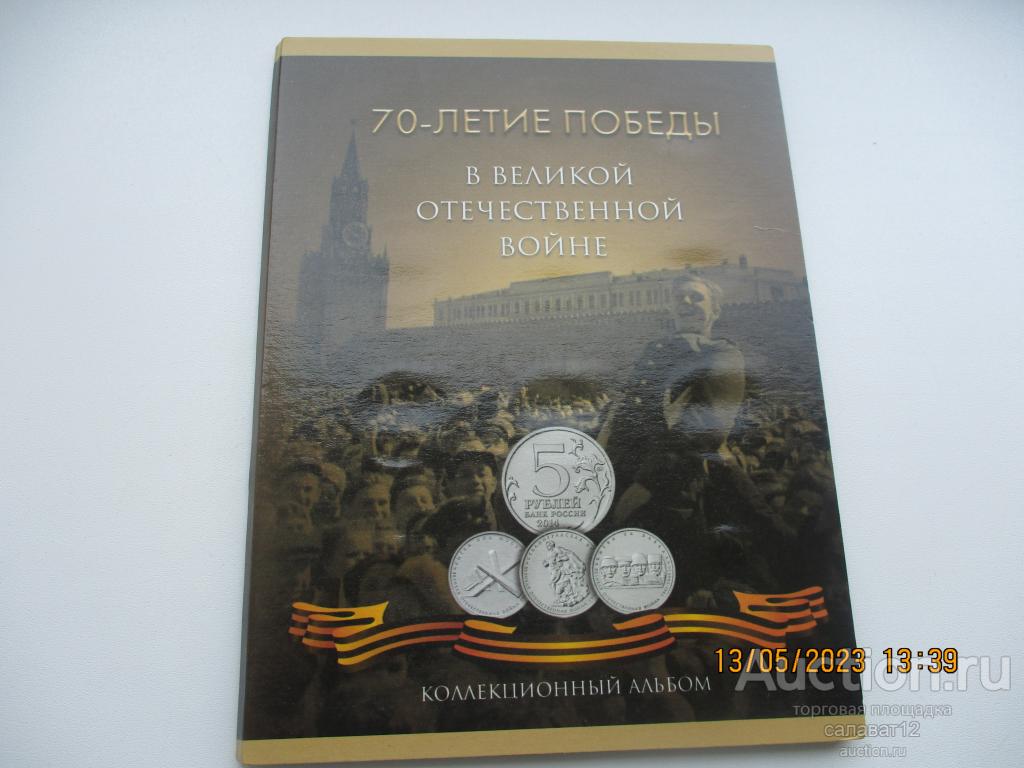 70-ЛЕТИЕ ПОБЕДЫ
В ВЕЛИКОЙ
ОТЕЧЕСТВЕННОЙ
ВОЙНЕ
5
РУБЛЕЙ
БАНК РОССИИ
2014
КОЛЛЕКЦИОННЫЙ АЛЬБОМ
13/05/2023 13:39
Auction.ru
торговая площадка
салават12
auction.ru